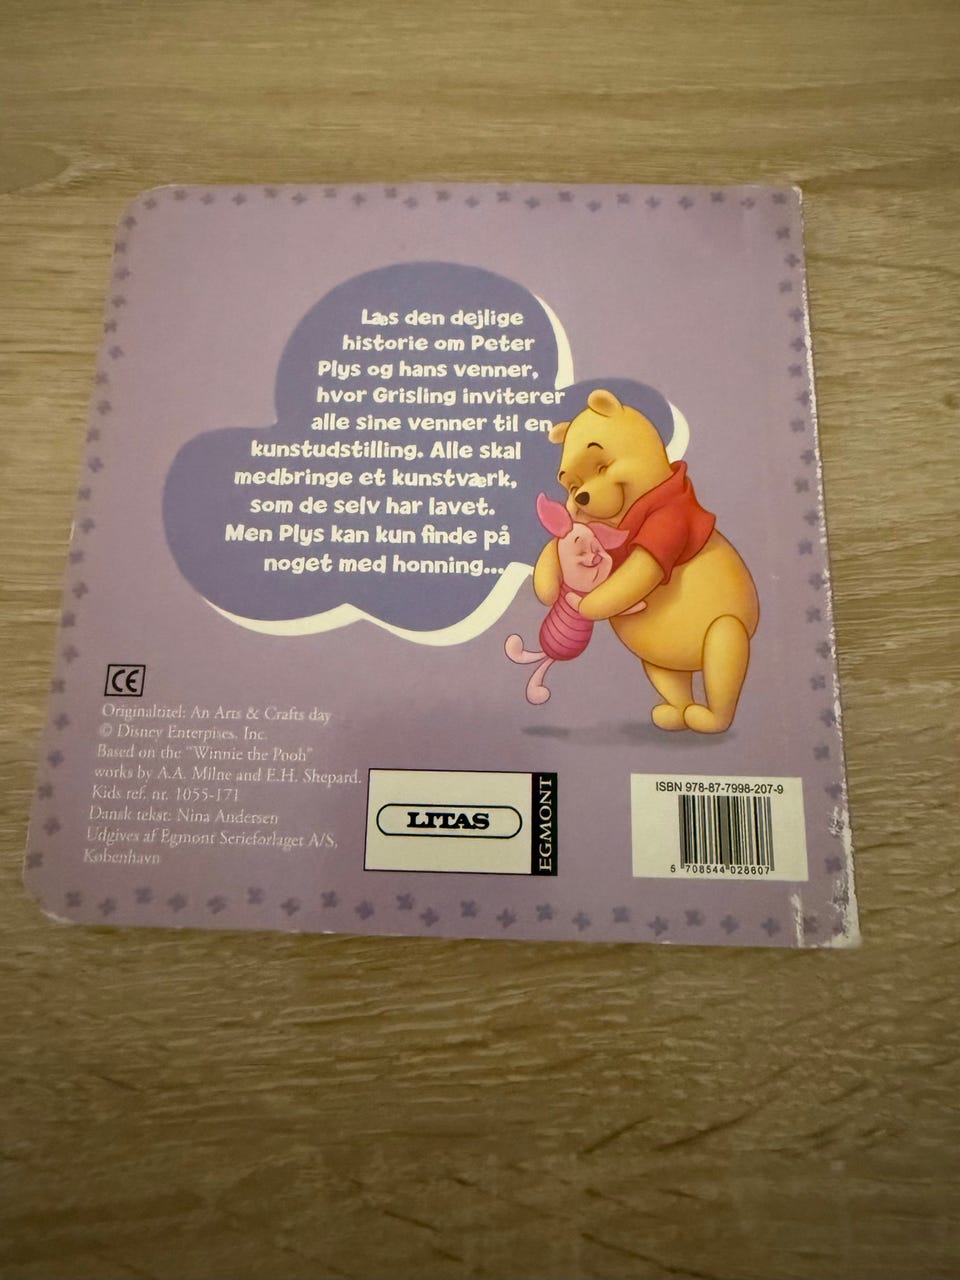 Læs den dejlige
historie om Peter
Plys og hans venner,
hvor Grisling inviterer
alle sine venner til en
kunstudstilling. Alle skal
medbringe et kunstværk,
som de selv har lavet.
Men Plys kan kun finde på
noget med honning...
CE
Originaltitel: An Arts & Crafts day
© Disney Enterpises, Inc.
Based on the "Winnie the Pooh"
works by A.A. Milne and E.H. Shepard.
Kids ref. nr. 1055-171
Dansk tekst: Nina Andersen
Udgives af Egmont Serieforlaget A/S,
København
LITAS
EGMONT
ISBN 978-87-7998-207-9
5 708544 028607